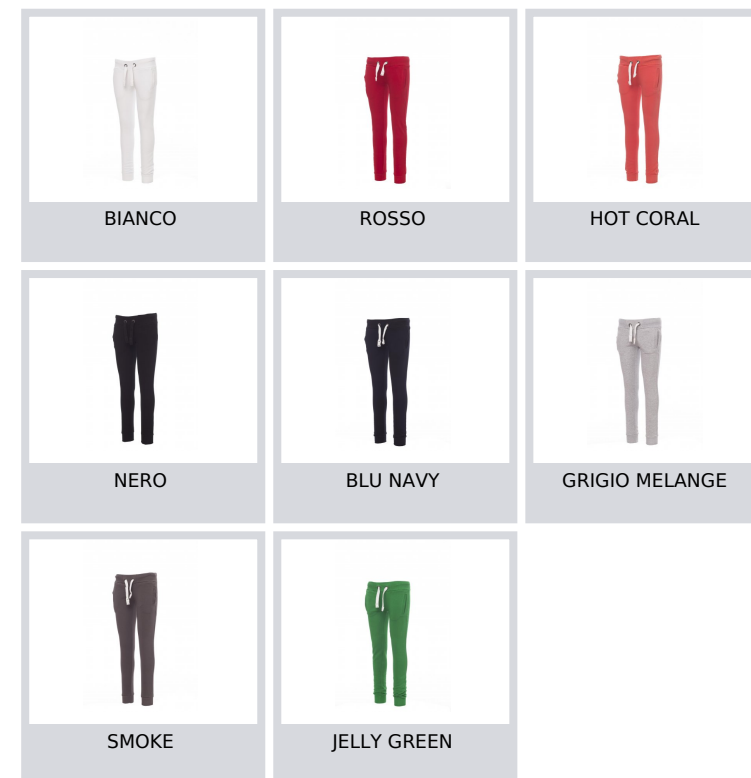 BIANCO
ROSSO
HOT CORAL
NERO
BLU NAVY
GRIGIO MELANGE
SMOKE
JELLY GREEN